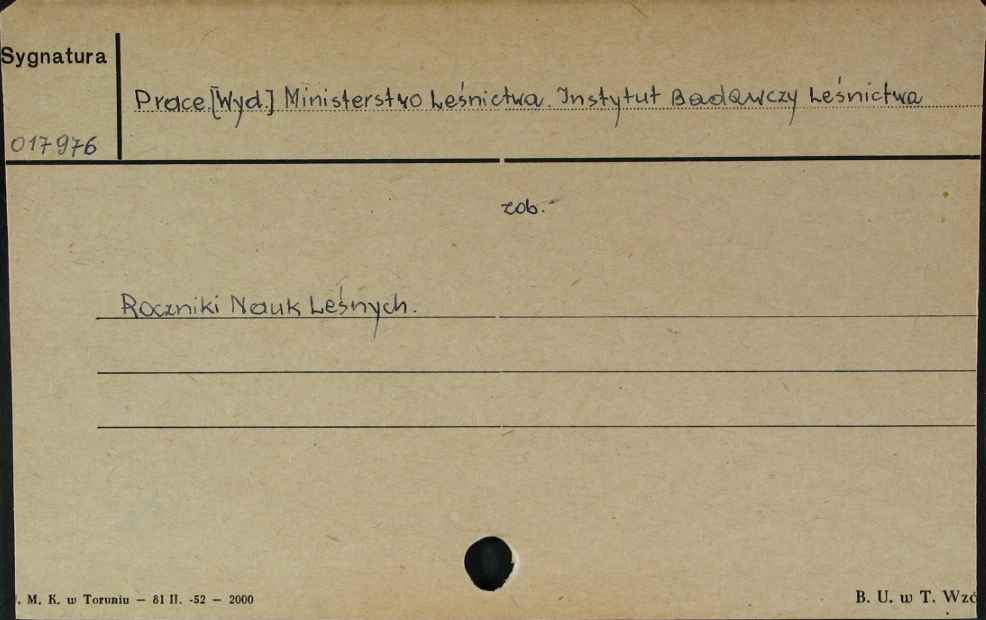 Sygnatura
Prace.[Wyd.] Ministerstwo Leśnictwa. Instytut Badawczy Leśnictwa
017976
zob.
Roczniki Nauk Leśnych.
. M. K. w Toruniu — 81 II. -52 — 2000
B. U. w T. Wzó